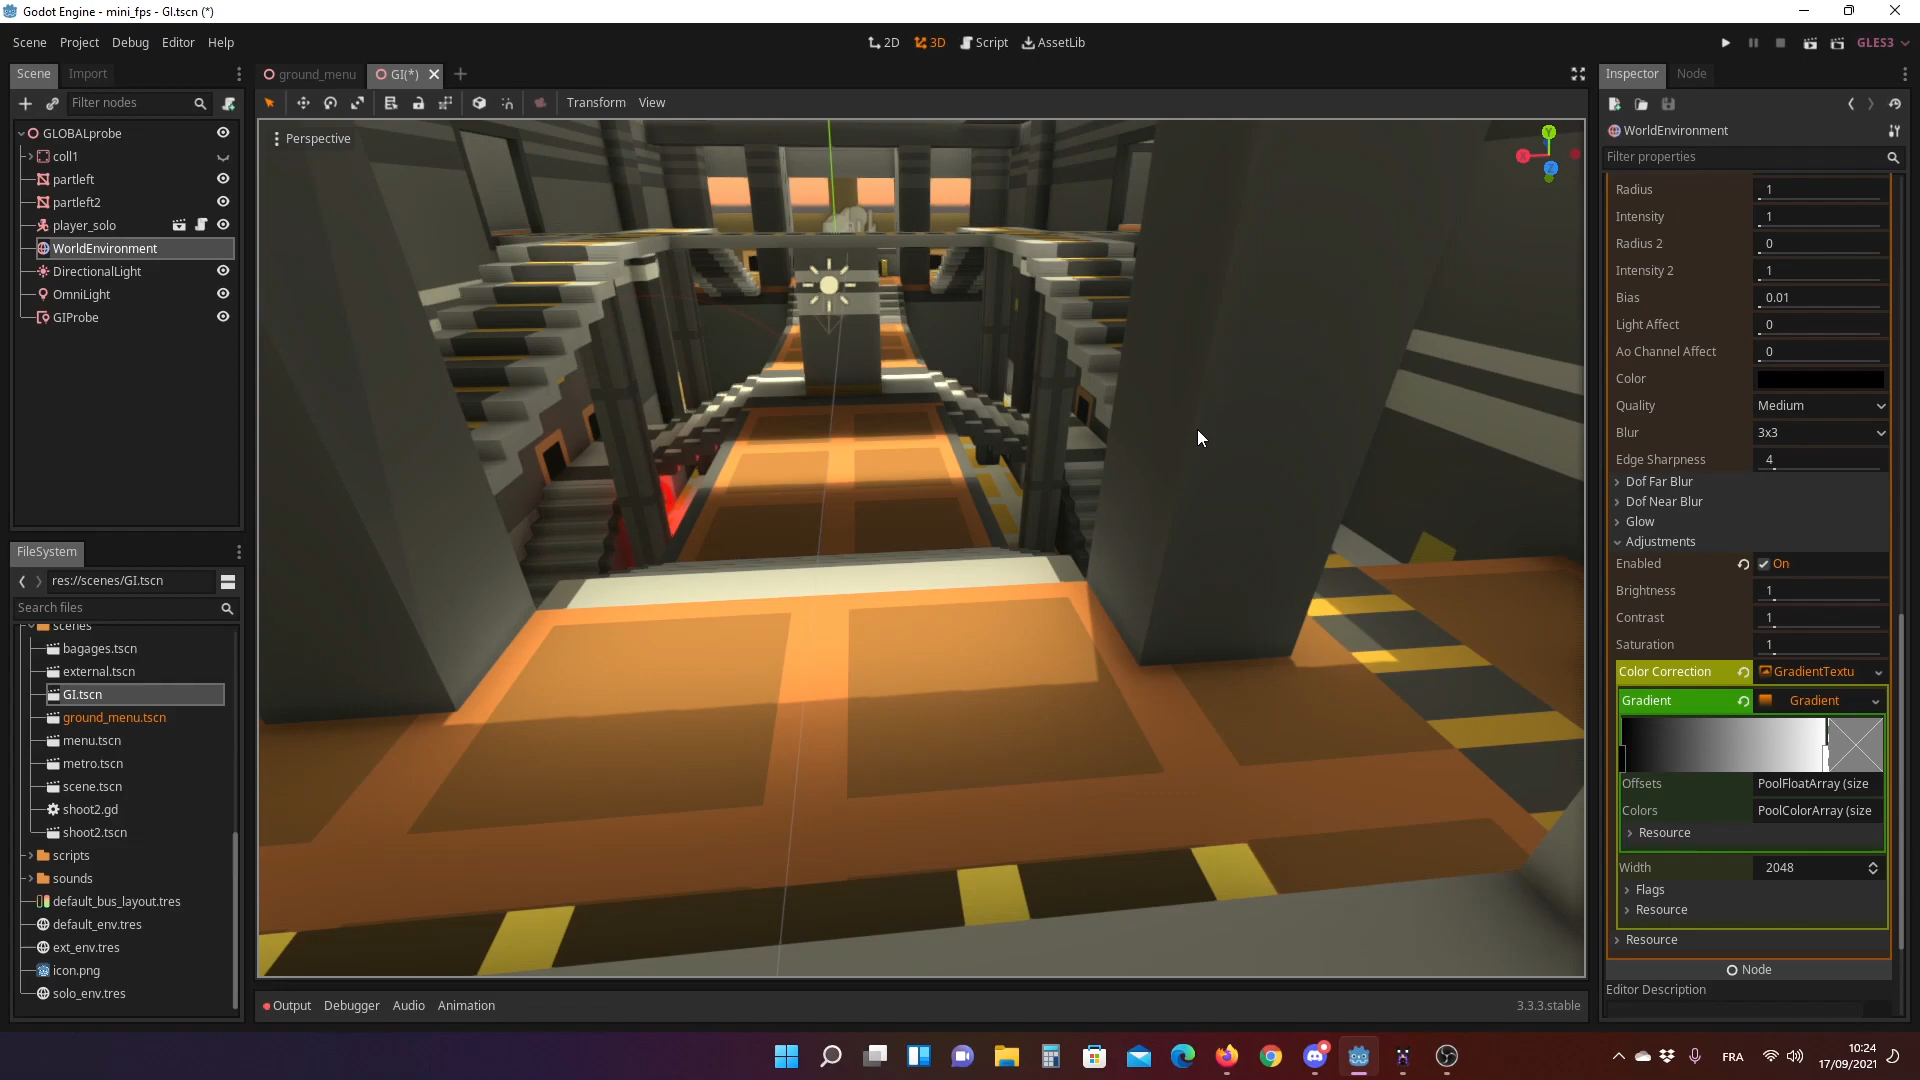 Godot Engine - mini_fps - GI.tscn (*)
Scene Project Debug Editor Help
2D 3D Script AssetLib
GLES3
Scene Import
Filter nodes
GLOBALprobe
coll1
partleft
partleft2
player_solo
WorldEnvironment
DirectionalLight
OmniLight
GIProbe
FileSystem
res://scenes/GI.tscn
Search files
scenes
bagages.tscn
external.tscn
GI.tscn
ground_menu.tscn
menu.tscn
metro.tscn
scene.tscn
shoot2.gd
shoot2.tscn
scripts
sounds
default_bus_layout.tres
default_env.tres
ext_env.tres
icon.png
solo_env.tres
ground_menu GI(*)
Transform View
Perspective
Y
X
Z
Output Debugger Audio Animation
3.3.3.stable
Inspector Node
WorldEnvironment
Filter properties
Radius 1
Intensity 1
Radius 2 0
Intensity 2 1
Bias 0.01
Light Affect 0
Ao Channel Affect 0
Color
Quality Medium
Blur 3x3
Edge Sharpness 4
Dof Far Blur
Dof Near Blur
Glow
Adjustments
Enabled On
Brightness 1
Contrast 1
Saturation 1
Color Correction GradientTextu
Gradient Gradient
Offsets PoolFloatArray (size
Colors PoolColorArray (size
Resource
Width 2048
Flags
Resource
Resource
Node
Editor Description
FRA
10:24
17/09/2021